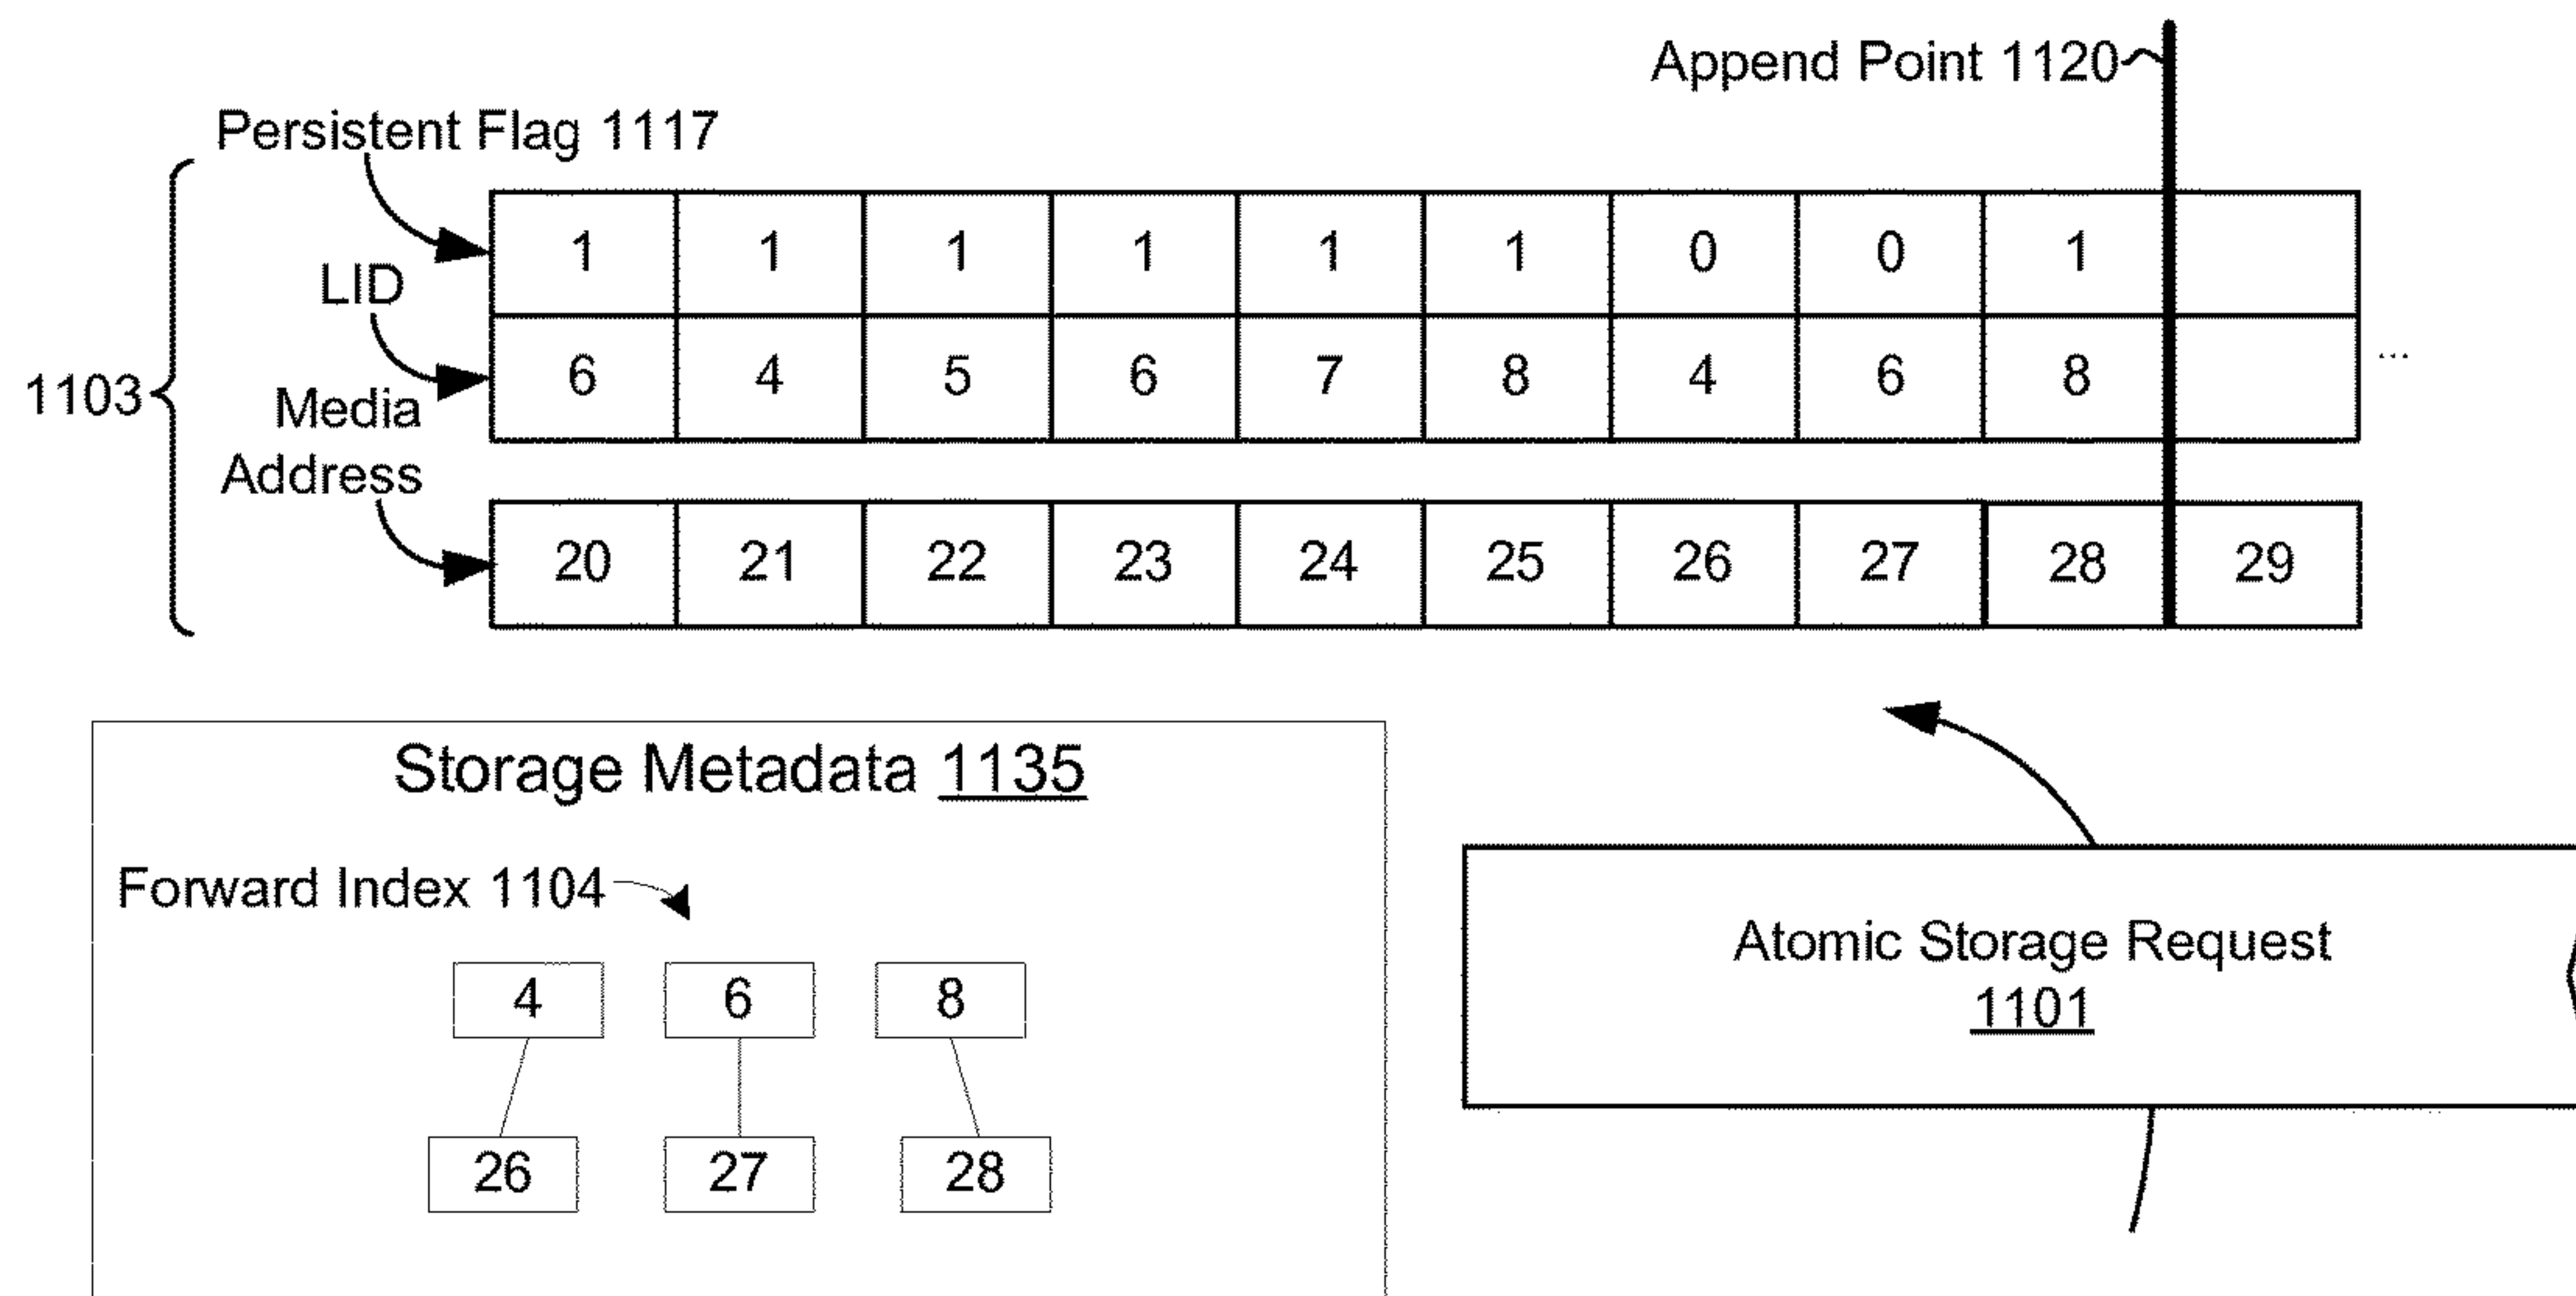 Append Point 1120
Persistent Flag 1117
1 1 1 1 1 1 0 0 1
LID
6 4 5 6 7 8 4 6 8 ...
1103
Media
Address
20 21 22 23 24 25 26 27 28 29
Storage Metadata 1135
Forward Index 1104
4 6 8
26 27 28
Atomic Storage Request
1101